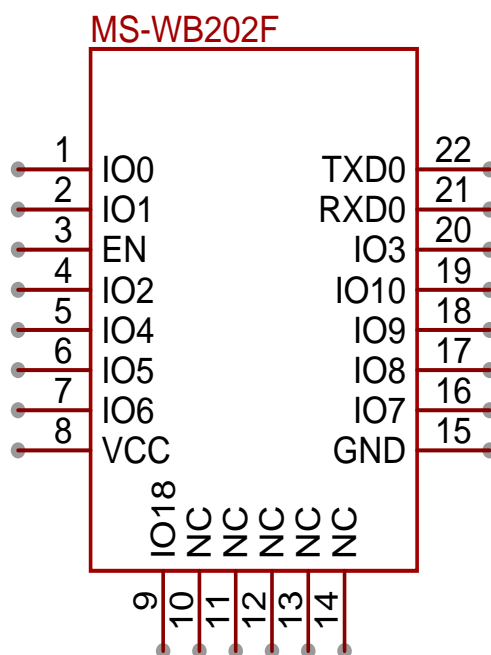 MS-WB202F
1 IO0 TXD0 22
2 IO1 RXD0 21
3 EN IO3 20
4 IO2 IO10 19
5 IO4 IO9 18
6 IO5 IO8 17
7 IO6 IO7 16
8 VCC GND 15
IO18 NC NC NC NC NC
9 10 11 12 13 14